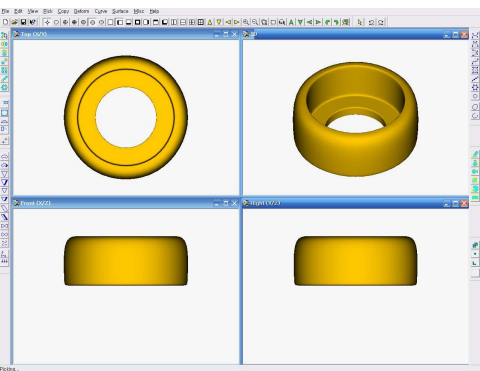 File Edit View Pick Copy Deform Curve Surface Misc Help
Top (X/Y)
3D
Front (X/Z)
Right (Y/Z)
Picking...